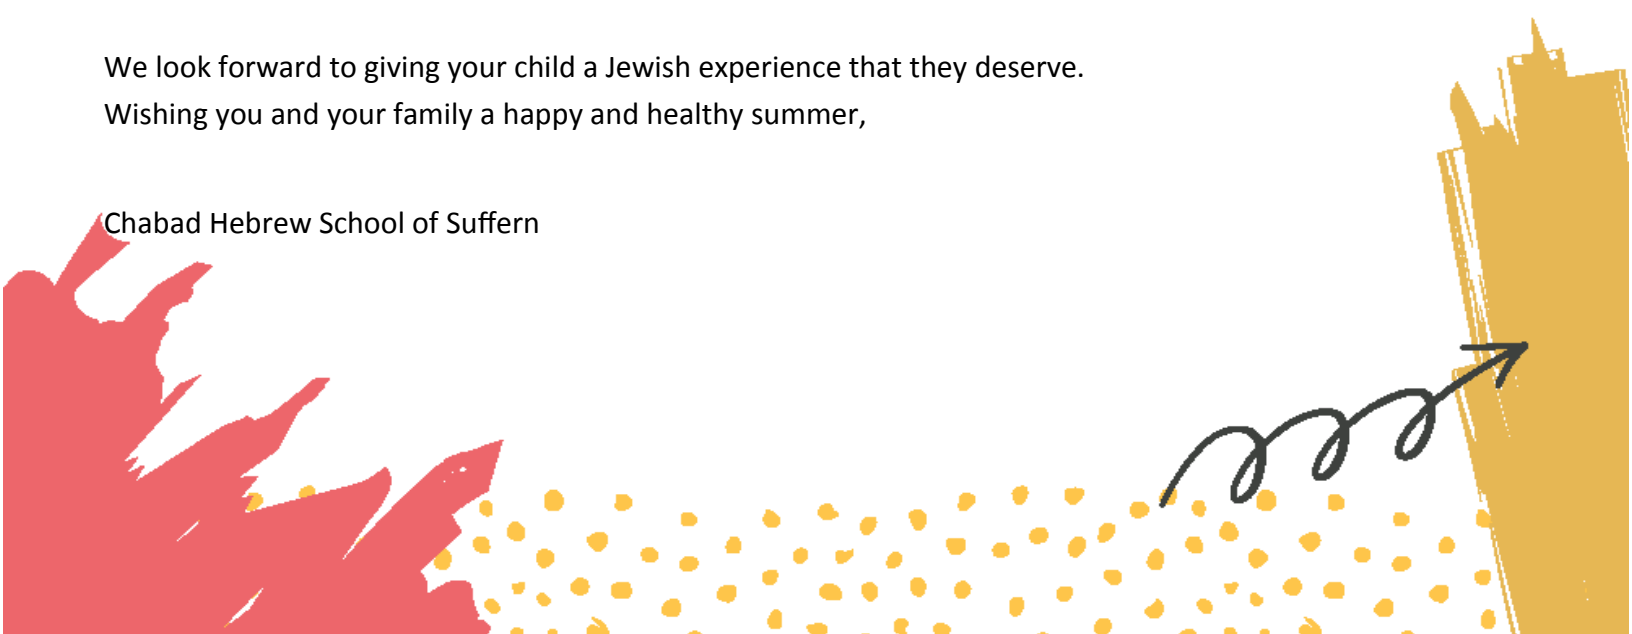 We look forward to giving your child a Jewish experience that they deserve.
Wishing you and your family a happy and healthy summer,
Chabad Hebrew School of Suffern